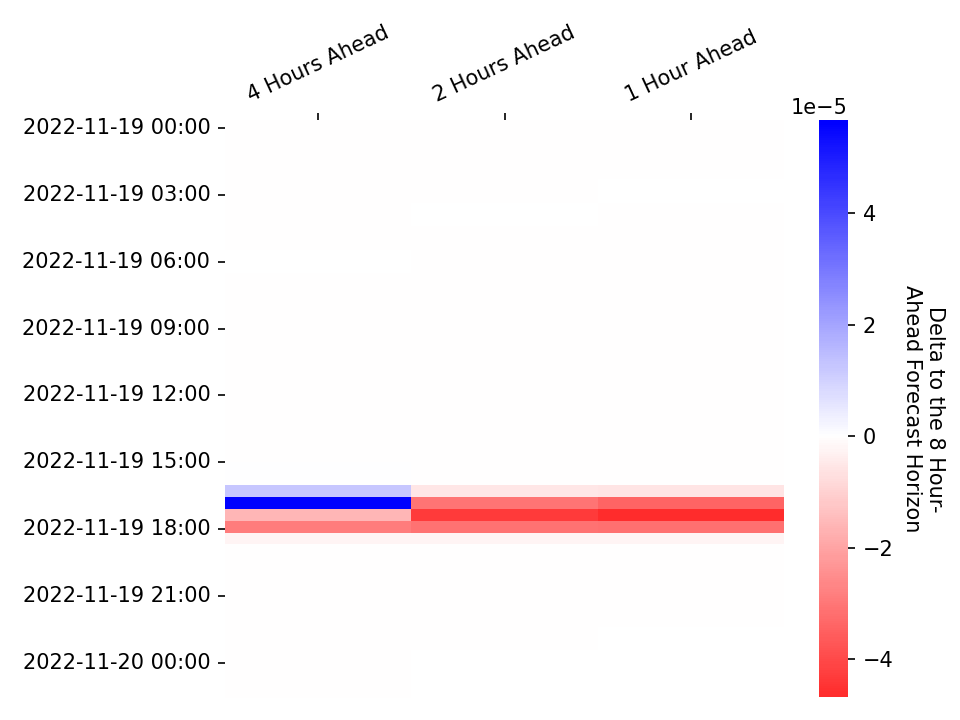 4 Hours Ahead
2 Hours Ahead
1 Hour Ahead
1e−5
2022-11-19 00:00
2022-11-19 03:00
2022-11-19 06:00
2022-11-19 09:00
2022-11-19 12:00
2022-11-19 15:00
2022-11-19 18:00
2022-11-19 21:00
2022-11-20 00:00
4
2
0
−2
−4
Delta to the 8 Hour-
Ahead Forecast Horizon